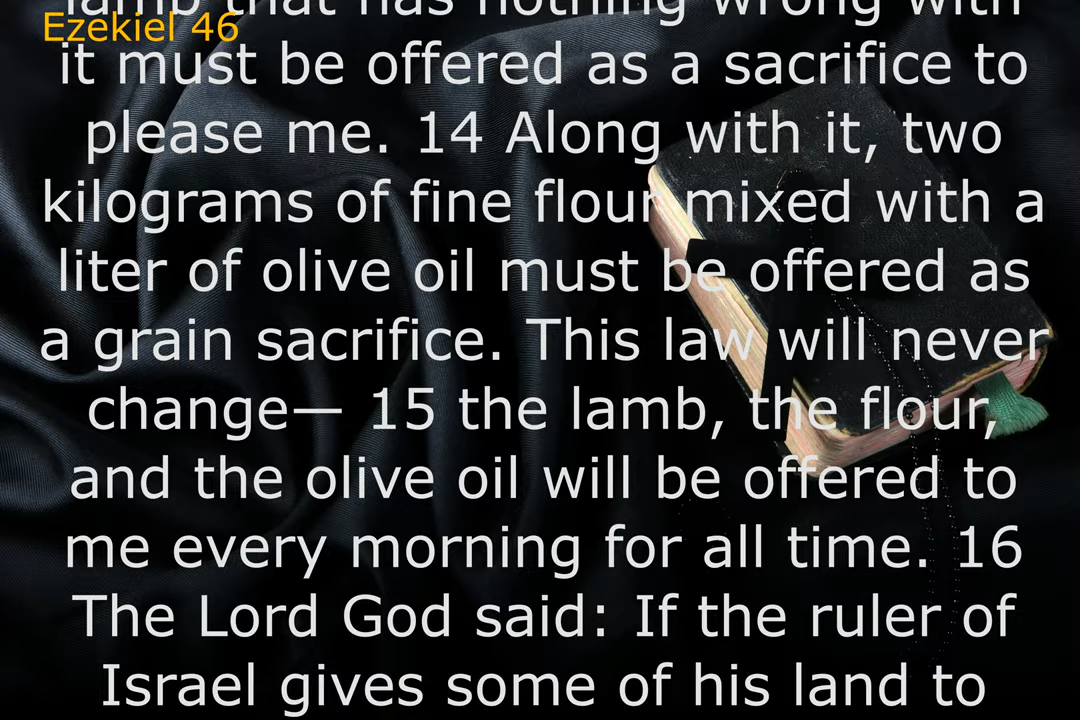 lamb that has nothing wrong with
Ezekiel 46
it must be offered as a sacrifice to
please me. 14 Along with it, two
kilograms of fine flour mixed with a
liter of olive oil must be offered as
a grain sacrifice. This law will never
change— 15 the lamb, the flour,
and the olive oil will be offered to
me every morning for all time. 16
The Lord God said: If the ruler of
Israel gives some of his land to